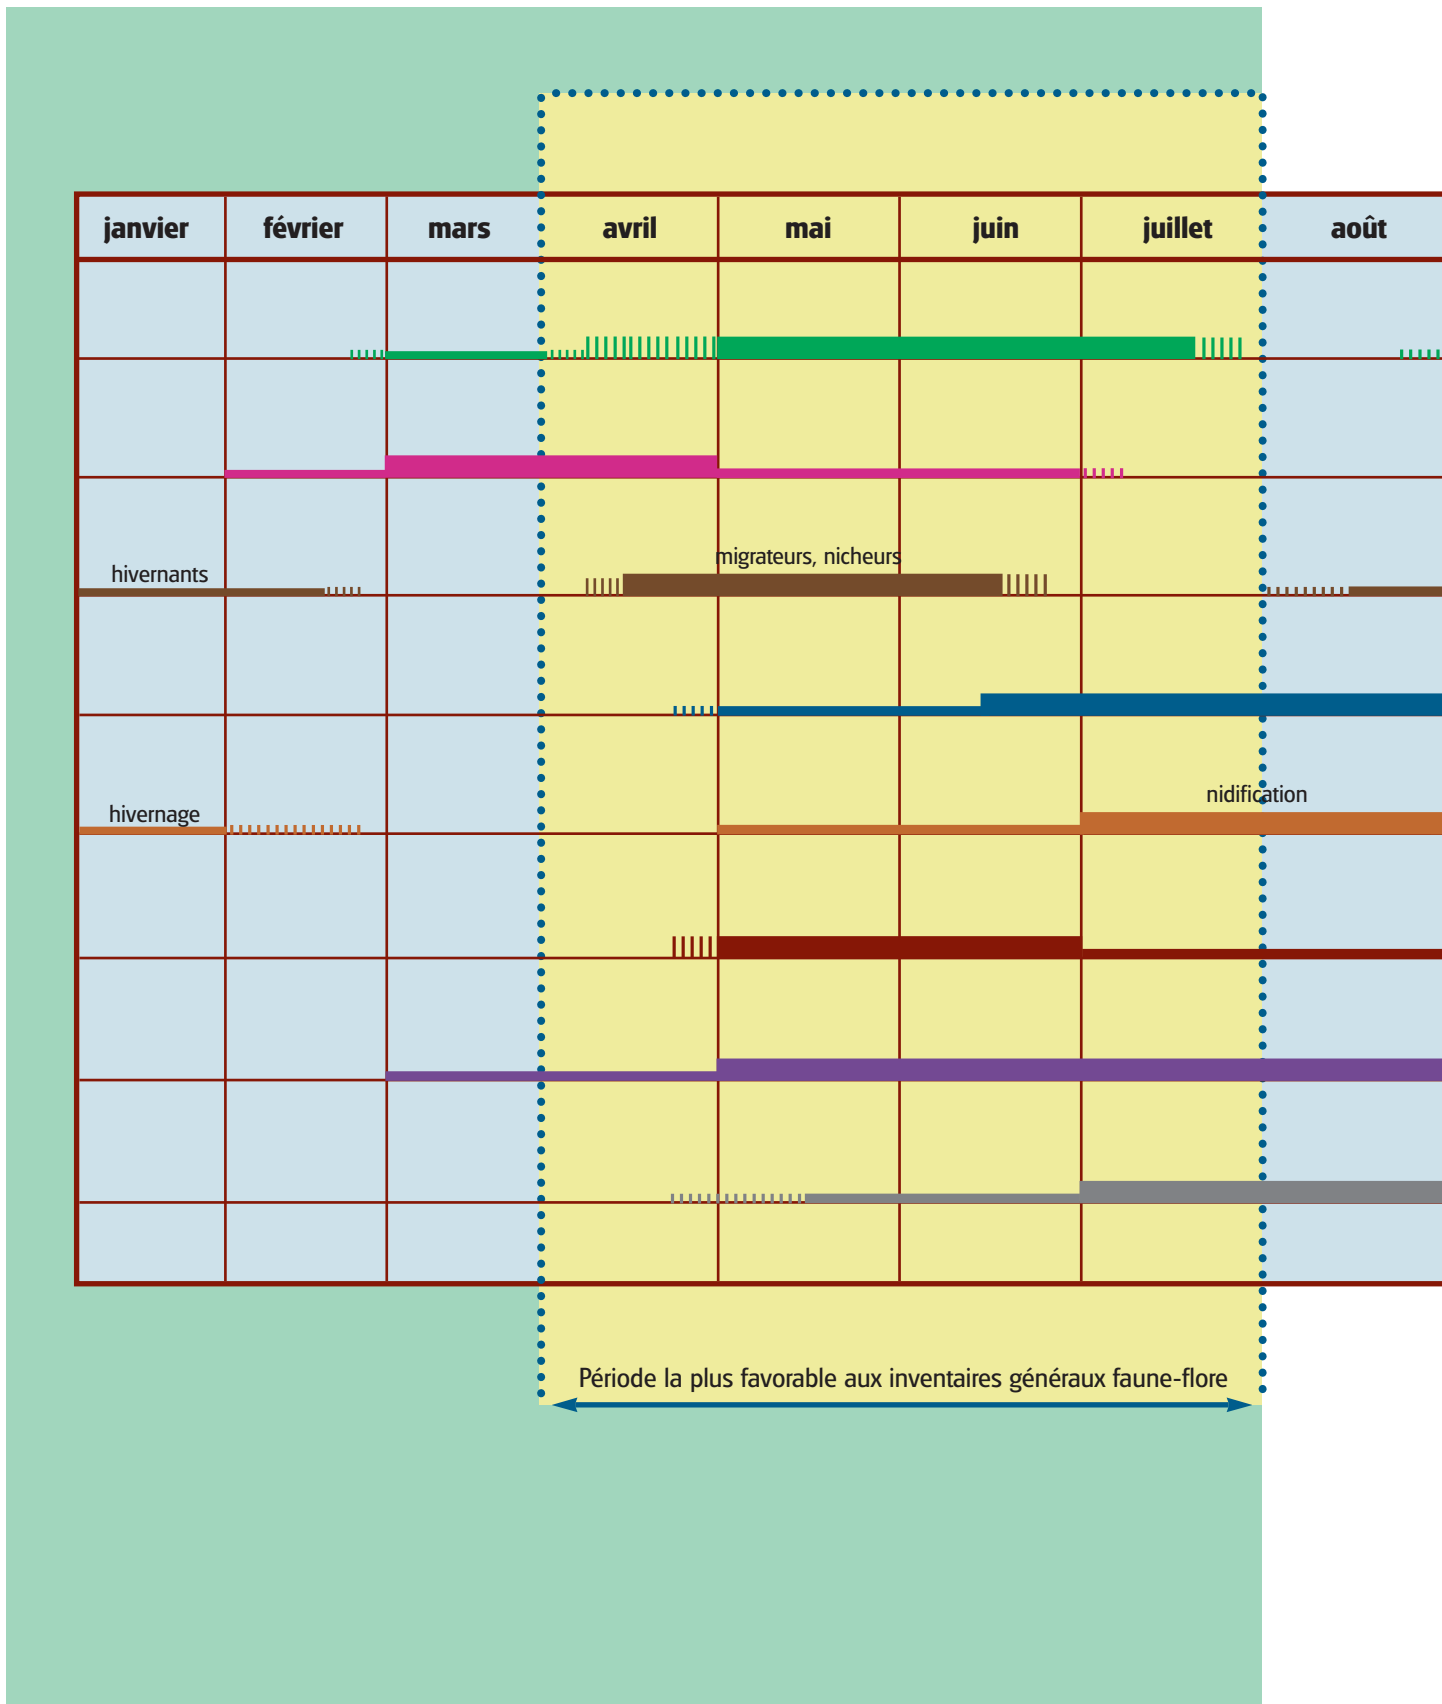 janvier février mars avril mai juin juillet août
migrateurs, nicheurs
hivernants
nidification
hivernage
Période la plus favorable aux inventaires généraux faune-flore